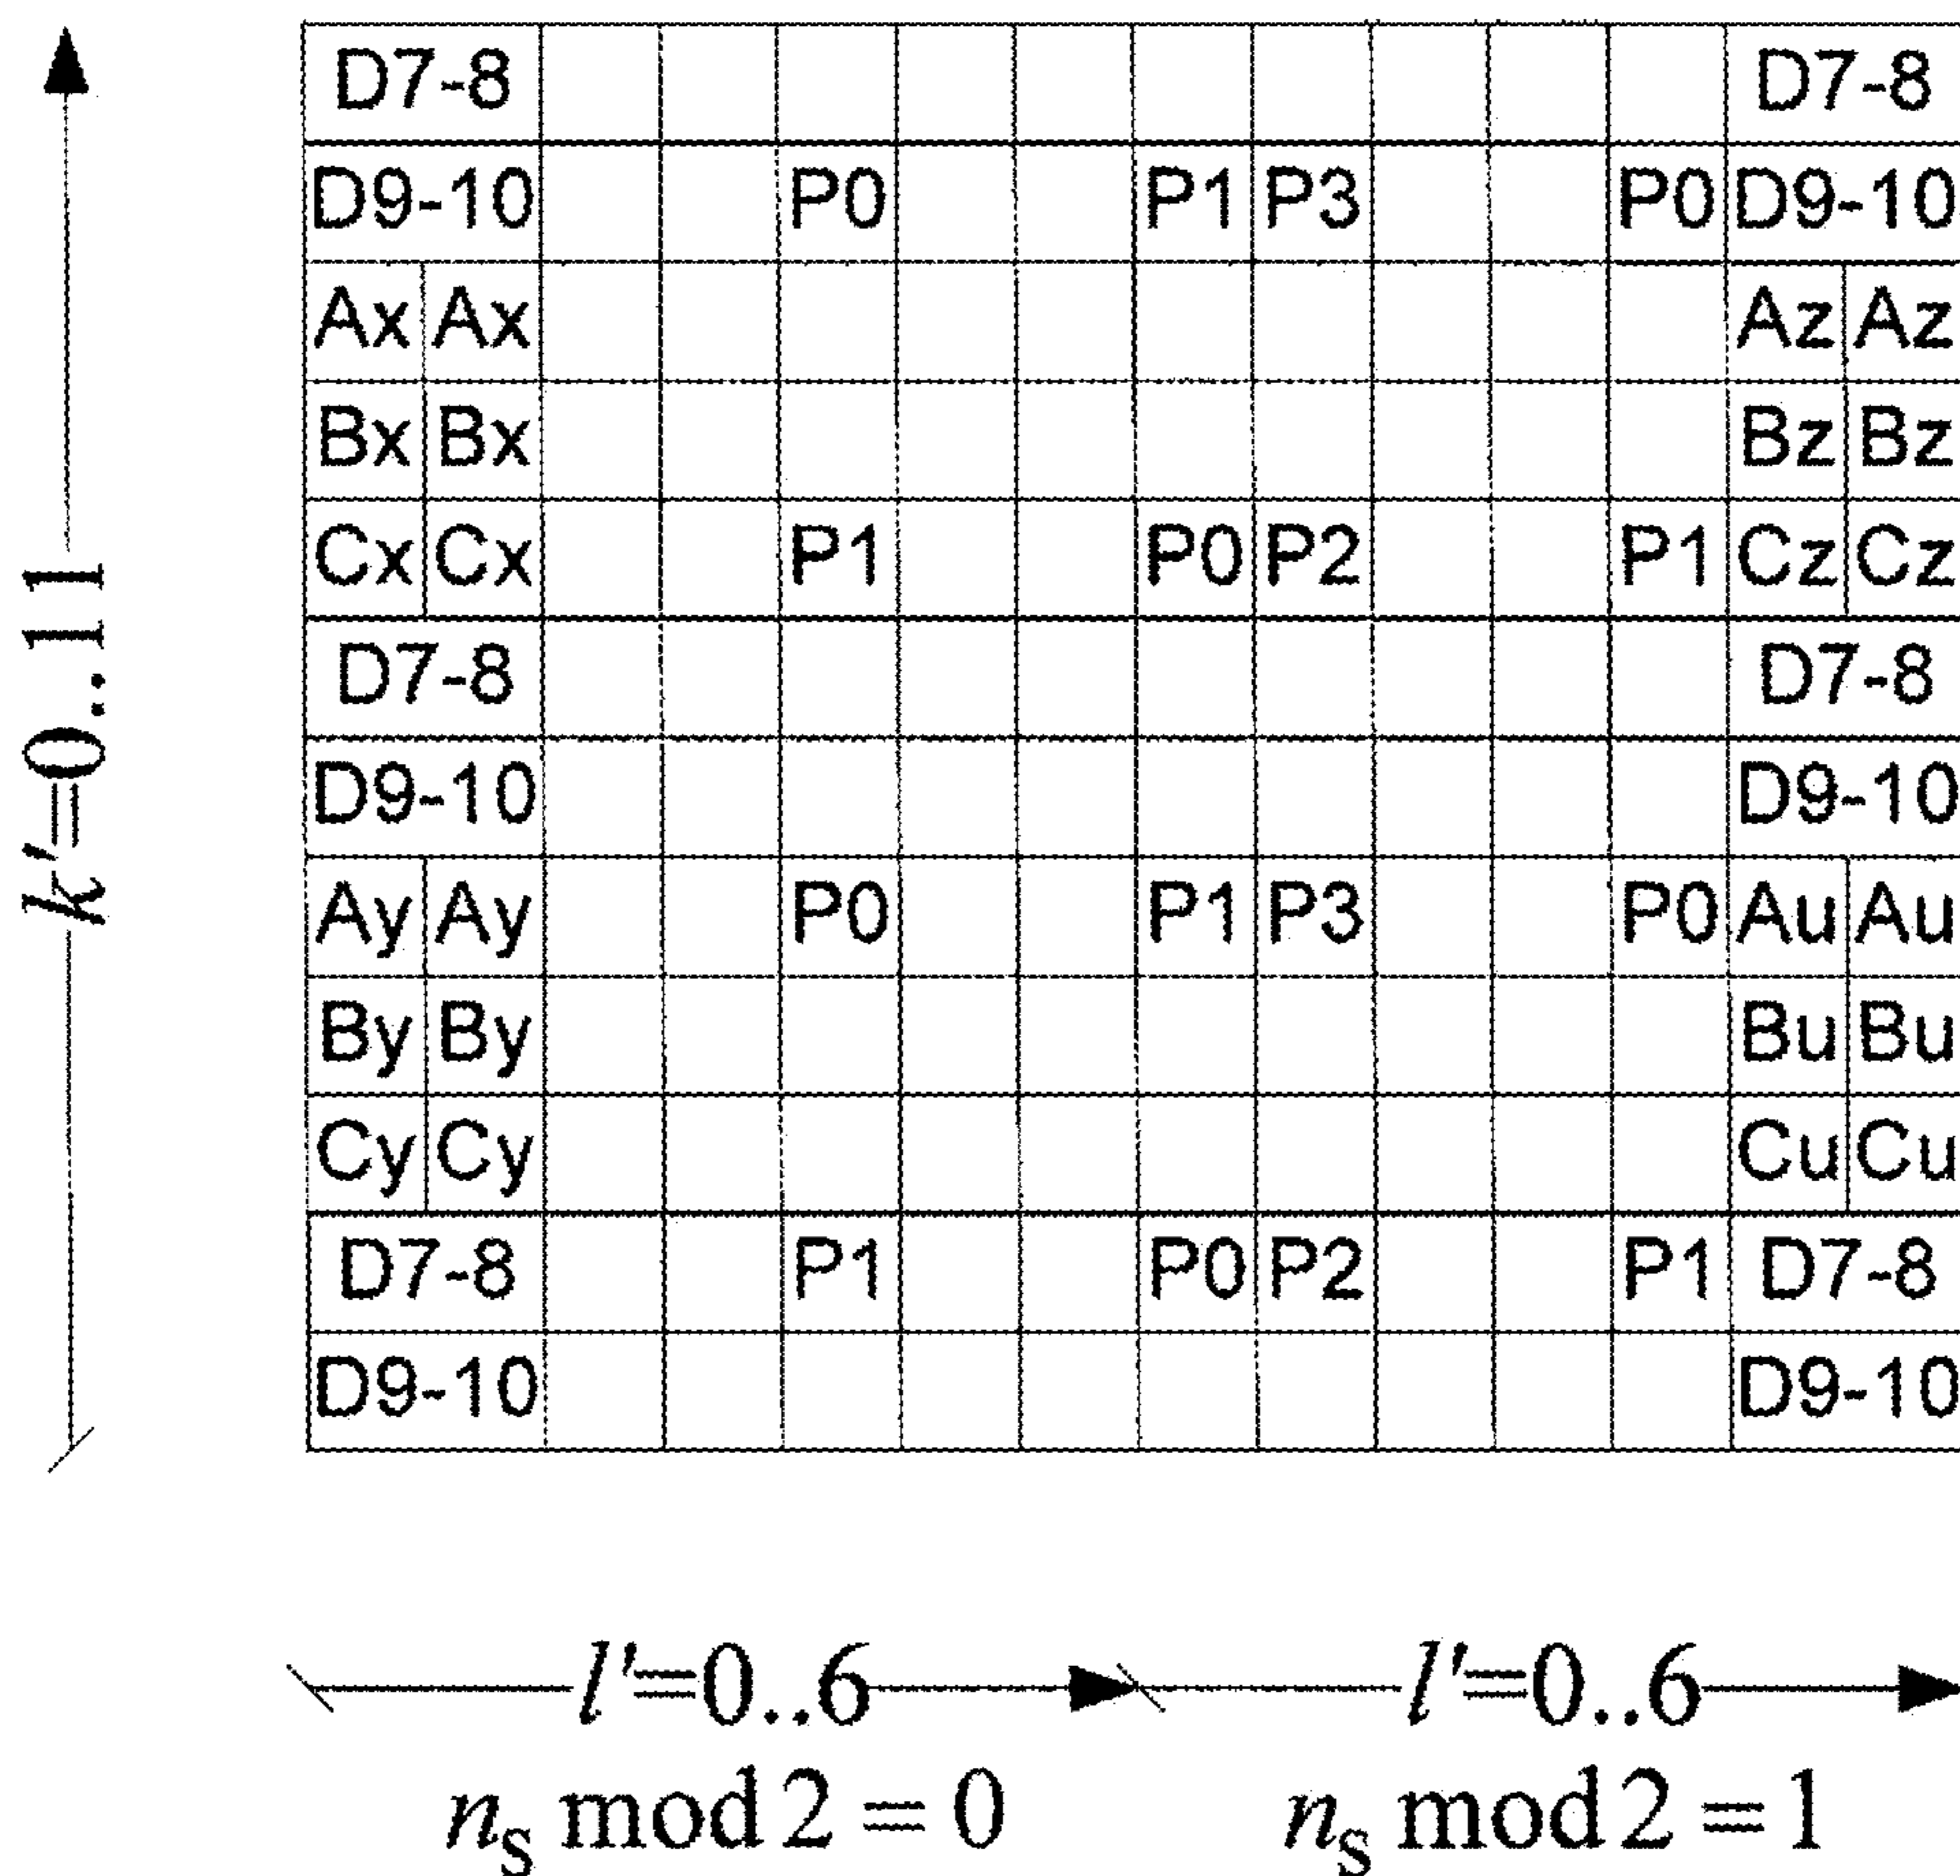 D7-8 D7-8
D9-10 P0 P1 P3 P0 D9-10
Ax Ax Az Az
Bx Bx Bz Bz
Cx Cx P1 P0 P2 P1 Cz Cz
D7-8 D7-8
D9-10 D9-10
Ay Ay P0 P1 P3 P0 Au Au
By By Bu Bu
Cy Cy Cu Cu
D7-8 P1 P0 P2 P1 D7-8
D9-10 D9-10
k'=0..11
l'=0..6 l'=0..6
nₛ mod 2 = 0 nₛ mod 2 = 1